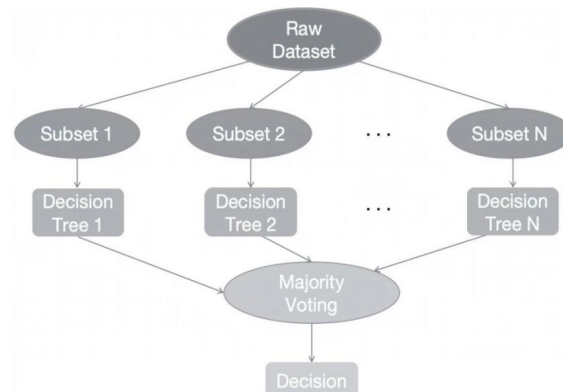 Raw
Dataset
Subset 1
Subset 2
...
Subset N
Decision
Tree 1
Decision
Tree 2
...
Decision
Tree N
Majority
Voting
Decision